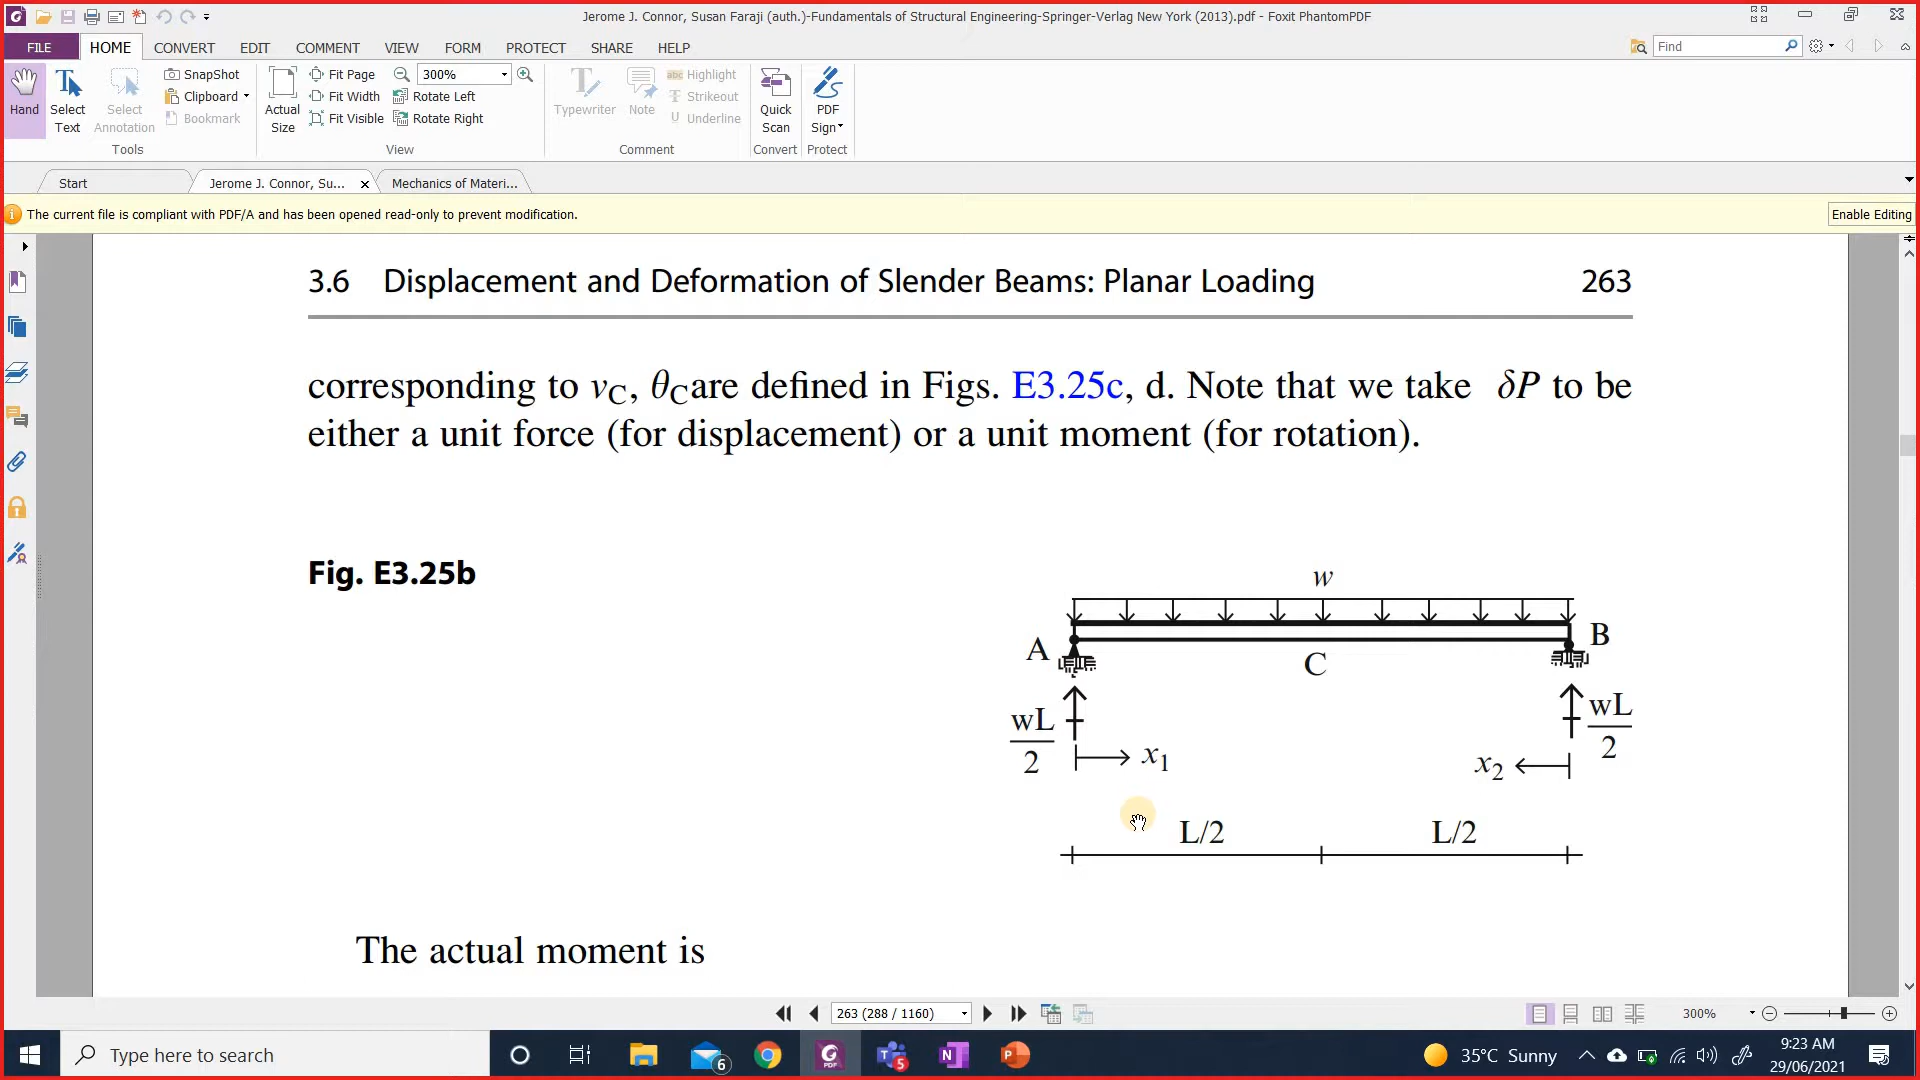 Jerome J. Connor, Susan Faraji (auth.)-Fundamentals of Structural Engineering-Springer-Verlag New York (2013).pdf - Foxit PhantomPDF
FILE HOME CONVERT EDIT COMMENT VIEW FORM PROTECT SHARE HELP
Find
Hand
Select Text
Select Annotation
SnapShot
Clipboard
Bookmark
Tools
Actual Size
Fit Page
Fit Width
Fit Visible
300%
Rotate Left
Rotate Right
View
Typewriter
Note
Highlight
Strikeout
Underline
Comment
Quick Scan
Convert
PDF Sign
Protect
Start
Jerome J. Connor, Su...
Mechanics of Materi...
The current file is compliant with PDF/A and has been opened read-only to prevent modification.
Enable Editing
3.6 Displacement and Deformation of Slender Beams: Planar Loading 263
corresponding to vC, θCare defined in Figs. E3.25c, d. Note that we take δP to be
either a unit force (for displacement) or a unit moment (for rotation).
Fig. E3.25b
w
A
B
C
wL
2
wL
2
x1
x2
L/2
L/2
The actual moment is
263 (288 / 1160)
300%
Type here to search
6
PDF
5
N
P
35°C Sunny
9:23 AM
29/06/2021